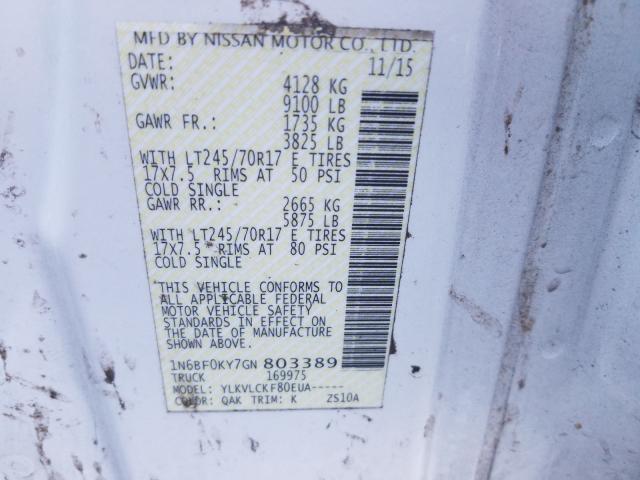 MFD BY NISSAN MOTOR CO., LTD.
DATE: 11/15
GVWR: 4128 KG
9100 LB
GAWR FR.: 1735 KG
3825 LB
WITH LT245/70R17 E TIRES
17X7.5 RIMS AT 50 PSI
COLD SINGLE
GAWR RR.: 2665 KG
5875 LB
WITH LT245/70R17 E TIRES
17X7.5 RIMS AT 80 PSI
COLD SINGLE
THIS VEHICLE CONFORMS TO
ALL APPLICABLE FEDERAL
MOTOR VEHICLE SAFETY
STANDARDS IN EFFECT ON
THE DATE OF MANUFACTURE
SHOWN ABOVE.
1N6BF0KY7GN 803389
TRUCK 169975
MODEL: YLKVLCKF80EUA-----
COLOR: QAK TRIM: K ZS10A